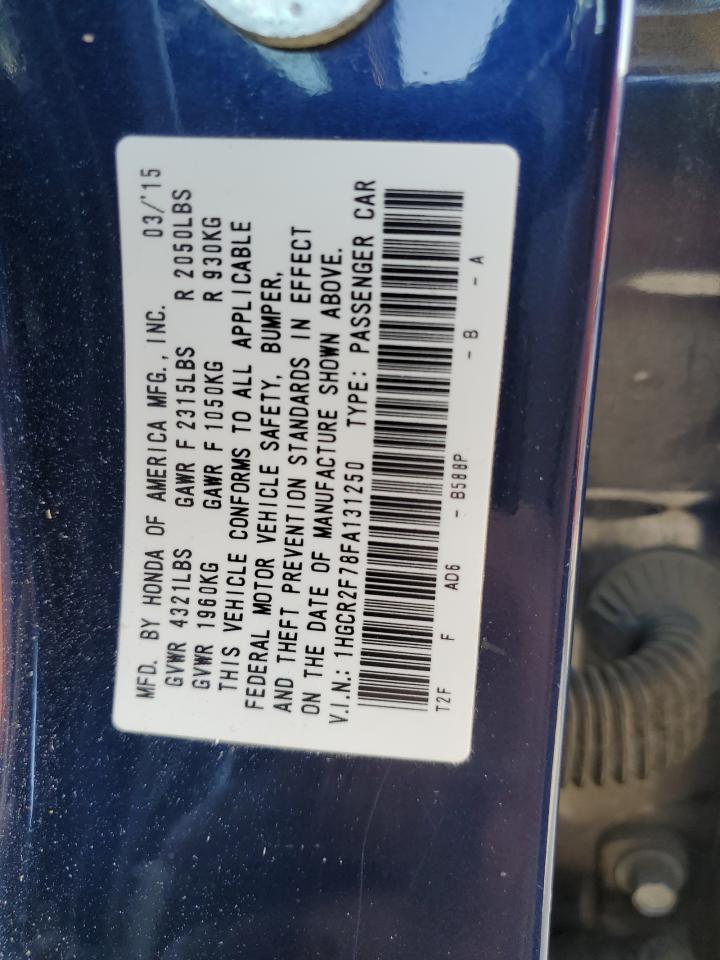 MFD. BY HONDA OF AMERICA MFG., INC. 03/'15
GVWR 4321LBS GAWR F 2315LBS R 2050LBS
GVWR 1960KG GAWR F 1050KG R 930KG
THIS VEHICLE CONFORMS TO ALL APPLICABLE
FEDERAL MOTOR VEHICLE SAFETY, BUMPER,
AND THEFT PREVENTION STANDARDS IN EFFECT
ON THE DATE OF MANUFACTURE SHOWN ABOVE.
V.I.N.: 1HGCR2F78FA131250 TYPE: PASSENGER CAR
T2F F AD6 - B588P - B - A